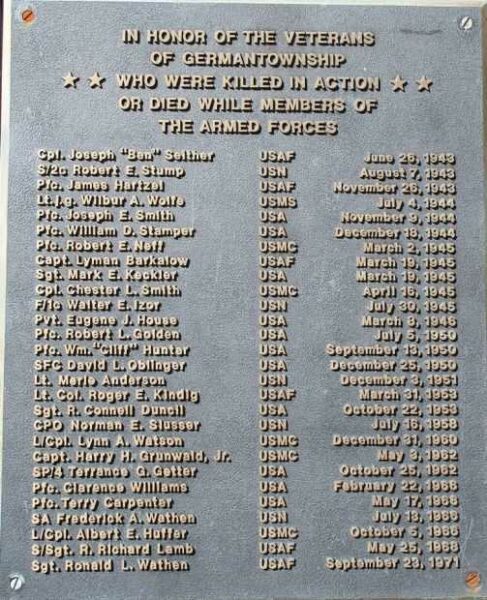 IN HONOR OF THE VETERANS
OF GERMANTOWNSHIP
★ ★ WHO WERE KILLED IN ACTION ★ ★
OR DIED WHILE MEMBERS OF
THE ARMED FORCES
Cpl. Joseph "Ben" Seither USAF June 26, 1943
S/2c Robert E. Stump USN August 7, 1943
Pfc. James Hartzel USAF November 26, 1943
Lt.j.g. Wilbur A. Wolfe USMS July 4, 1944
Pfc. Joseph E. Smith USA November 9, 1944
Pfc. William D. Stamper USA December 18, 1944
Pfc. Robert E. Neff USMC March 2, 1945
Capt. Lyman Barkalow USAF March 19, 1945
Sgt. Mark E. Keckler USA March 19, 1945
Cpl. Chester L. Smith USMC April 16, 1945
F/1c Walter E. Izor USN July 30, 1945
Pvt. Eugene J. House USA March 8, 1946
Pfc. Robert L. Golden USA July 5, 1950
Pfc. Wm. "Cliff" Hunter USA September 13, 1950
SFC David L. Oblinger USA December 25, 1950
Lt. Merle Anderson USN December 3, 1951
Lt. Col. Roger E. Kindig USAF March 31, 1953
Sgt. R. Connell Duncil USA October 22, 1953
CPO Norman E. Slusser USN July 16, 1958
L/Cpl. Lynn A. Watson USMC December 31, 1960
Capt. Harry H. Grunwald, Jr. USMC May 3, 1962
SP/4 Terrance G. Getter USA October 25, 1962
Pfc. Clarence Williams USA February 22, 1966
Pfc. Terry Carpenter USA May 17, 1966
SA Frederick A. Wathen USN July 13, 1966
L/Cpl. Albert E. Huffer USMC October 5, 1966
S/Sgt. R. Richard Lamb USAF May 25, 1968
Sgt. Ronald L. Wathen USAF September 23, 1971